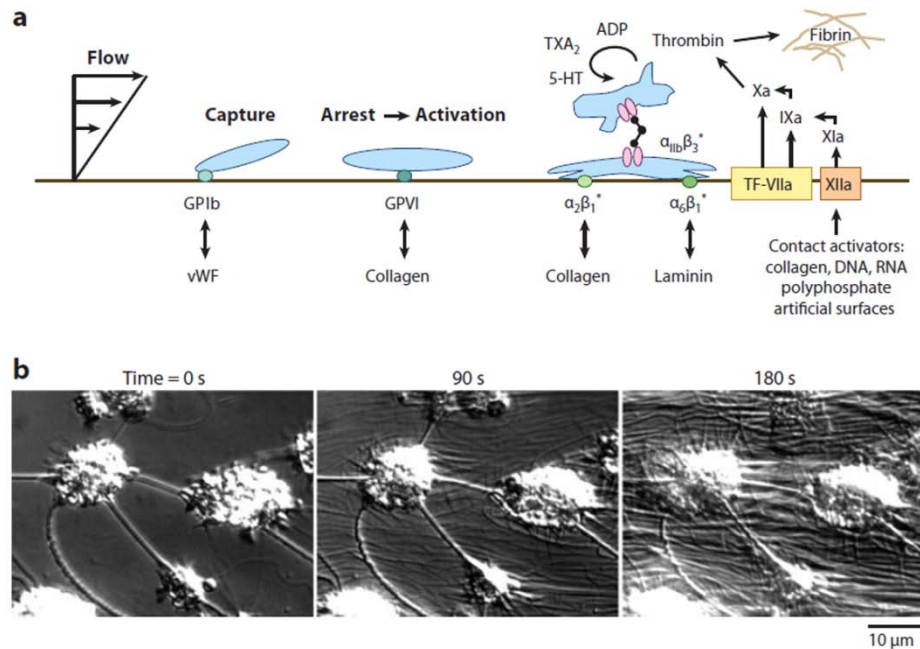 a
Flow
Capture
Arrest → Activation
TXA₂
ADP
5-HT
Thrombin
Fibrin
Xa
IXa
XIa
αIIbβ3*
TF-VIIa
XIIa
GPIb
GPVI
α₂β₁*
α₆β₁*
vWF
Collagen
Collagen
Laminin
Contact activators:
collagen, DNA, RNA
polyphosphate
artificial surfaces
b
Time = 0 s
90 s
180 s
10 μm